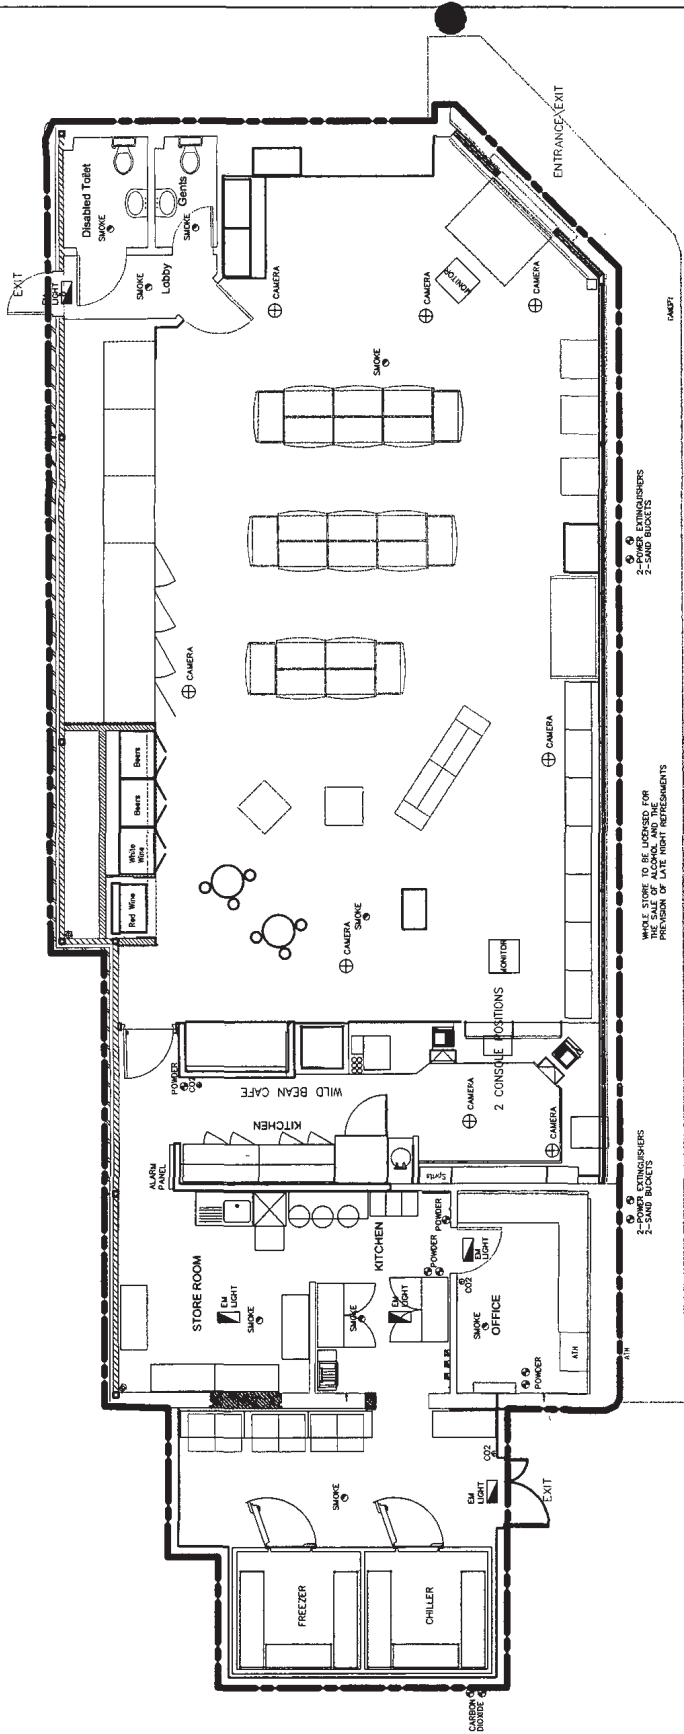 ENTRANCE/EXIT
EXIT
Disabled Toilet
SMOKE
Gents
SMOKE
LIGHT
SMOKE
Lobby
CAMERA
CAMERA
MONITOR
CAMERA
SMOKE
CANOPY
2-POWER EXTINGUISHERS
2-SAND BUCKETS
CAMERA
CAMERA
Beers
Beers
White
Wine
Red Wine
WHOLE STORE TO BE LICENSED FOR
THE SALE OF ALCOHOL AND THE
PREVISION OF LATE NIGHT REFRESHMENTS
SMOKE
CAMERA
MONITOR
2 CONSOLE POSITIONS
POWDER
CO2
WILD BEAN CAFE
KITCHEN
CAMERA
CAMERA
ALARM
PANEL
Spirits
2-POWER EXTINGUISHERS
2-SAND BUCKETS
STORE ROOM
KITCHEN
POWDER
POWDER
EM
LIGHT
EM
LIGHT
SMOKE
SMOKE
EM
LIGHT
CO2
SMOKE
OFFICE
ATM
ATM
POWDER
SMOKE
CO2
EM
LIGHT
EXIT
FREEZER
CHILLER
CARBON
DIOXIDE